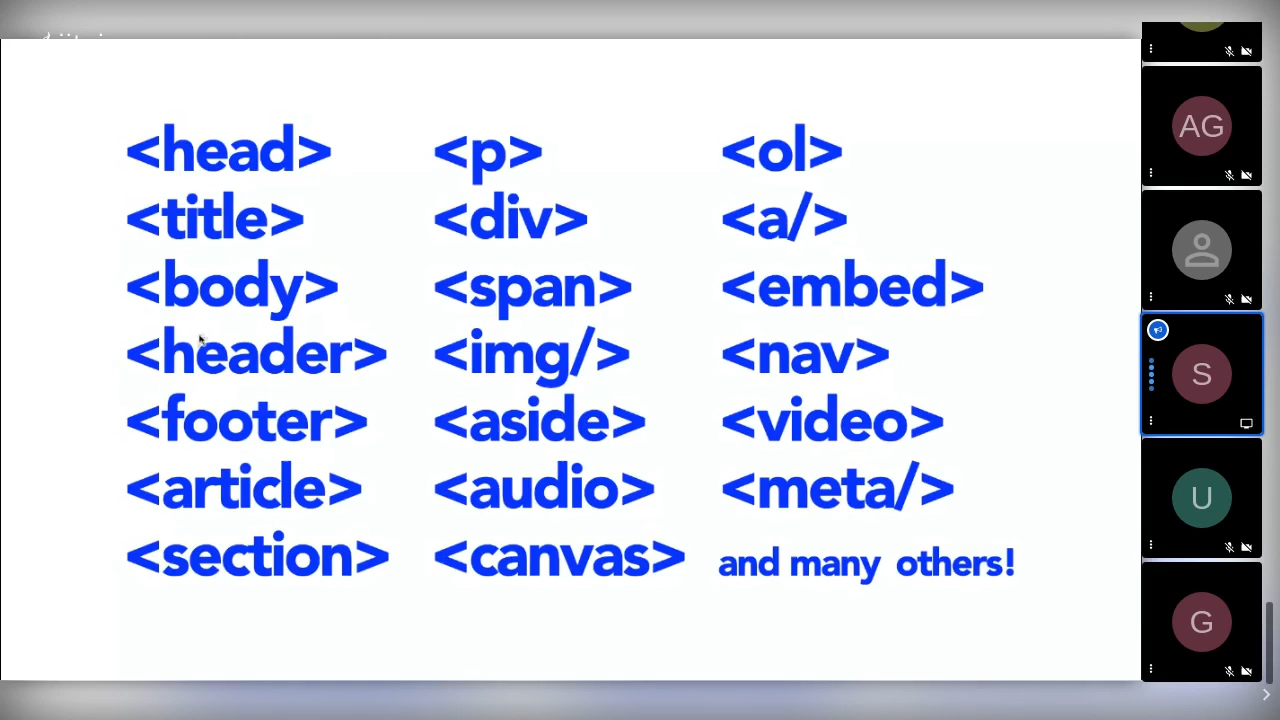 <head>
<title>
<body>
<header>
<footer>
<article>
<section>
<p>
<div>
<span>
<img/>
<aside>
<audio>
<canvas>
<ol>
<a/>
<embed>
<nav>
<video>
<meta/>
and many others!
AG
S
U
G